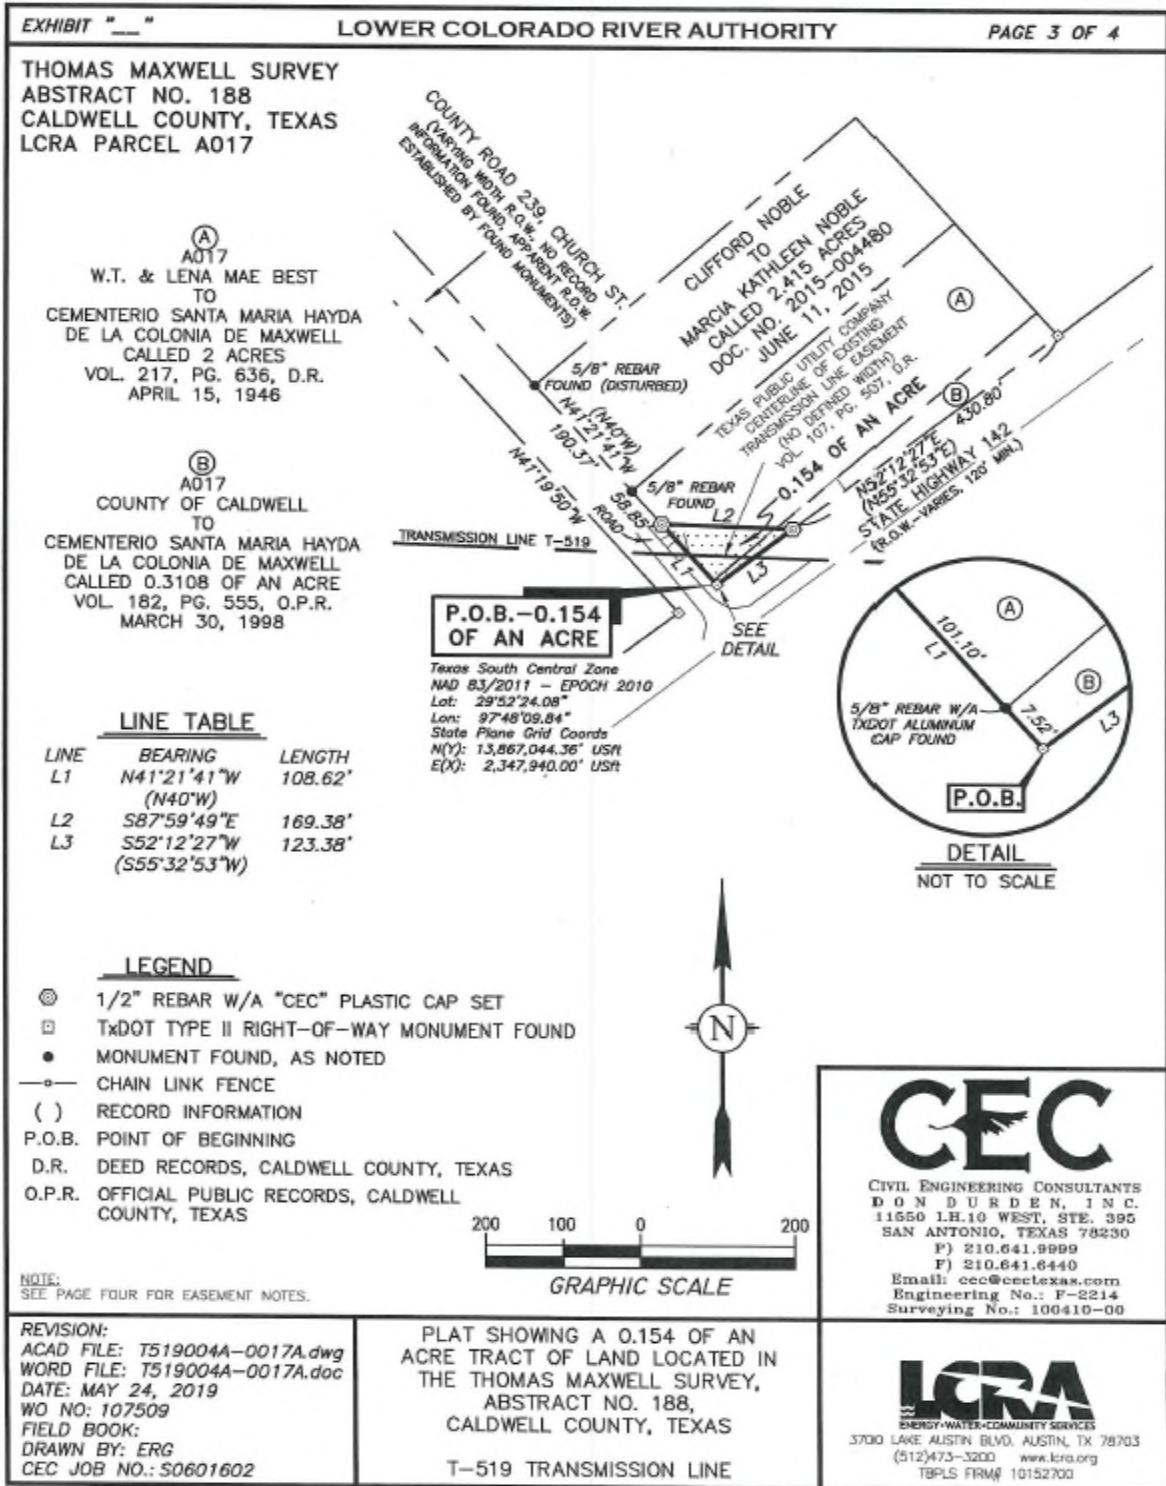 EXHIBIT "__"
LOWER COLORADO RIVER AUTHORITY
PAGE 3 OF 4
THOMAS MAXWELL SURVEY
ABSTRACT NO. 188
CALDWELL COUNTY, TEXAS
LCRA PARCEL A017
A
A017
W.T. & LENA MAE BEST
TO
CEMENTERIO SANTA MARIA HAYDA
DE LA COLONIA DE MAXWELL
CALLED 2 ACRES
VOL. 217, PG. 636, D.R.
APRIL 15, 1946
B
A017
COUNTY OF CALDWELL
TO
CEMENTERIO SANTA MARIA HAYDA
DE LA COLONIA DE MAXWELL
CALLED 0.3108 OF AN ACRE
VOL. 182, PG. 555, O.P.R.
MARCH 30, 1998
COUNTY ROAD 239, CHURCH ST.
(VARYING WIDTH R.O.W., NO RECORD
INFORMATION FOUND, APPARENT R.O.W.
ESTABLISHED BY FOUND MONUMENTS)
CLIFFORD NOBLE
TO
MARCIA KATHLEEN NOBLE
CALLED 2.415 ACRES
DOC. NO. 2015-004480
JUNE 11, 2015
TEXAS PUBLIC UTILITY COMPANY
CENTERLINE OF EXISTING
TRANSMISSION LINE EASEMENT
(NO DEFINED WIDTH)
VOL. 107, PG. 507, D.R.
0.154 OF AN ACRE
A
B
5/8" REBAR
FOUND (DISTURBED)
(N40°W)
N41°21'41"W
190.37'
N41°19'50"W
5/8" REBAR
FOUND
58.85'
ROAD
L2
L1
L3
N52°12'27"E 430.80'
(N55°32'53"E)
STATE HIGHWAY 142
(R.O.W.-VARIES, 120' MIN.)
TRANSMISSION LINE T-519
P.O.B.-0.154
OF AN ACRE
SEE
DETAIL
Texas South Central Zone
NAD 83/2011 - EPOCH 2010
Lat: 29°52'24.08"
Lon: 97°48'09.84"
State Plane Grid Coords
N(Y): 13,867,044.36' USft
E(X): 2,347,940.00' USft
A
101.10'
L1
B
5/8" REBAR W/A
TXDOT ALUMINUM
CAP FOUND
7.52'
L3
P.O.B.
DETAIL
NOT TO SCALE
LINE TABLE
LINE BEARING LENGTH
L1 N41°21'41"W 108.62'
(N40°W)
L2 S87°59'49"E 169.38'
L3 S52°12'27"W 123.38'
(S55°32'53"W)
LEGEND
1/2" REBAR W/A "CEC" PLASTIC CAP SET
TxDOT TYPE II RIGHT-OF-WAY MONUMENT FOUND
MONUMENT FOUND, AS NOTED
CHAIN LINK FENCE
( ) RECORD INFORMATION
P.O.B. POINT OF BEGINNING
D.R. DEED RECORDS, CALDWELL COUNTY, TEXAS
O.P.R. OFFICIAL PUBLIC RECORDS, CALDWELL
COUNTY, TEXAS
N
200 100 0 200
GRAPHIC SCALE
NOTE:
SEE PAGE FOUR FOR EASEMENT NOTES.
CEC
CIVIL ENGINEERING CONSULTANTS
DON DURDEN, INC.
11550 I.H.10 WEST, STE. 395
SAN ANTONIO, TEXAS 78230
P) 210.641.9999
F) 210.641.6440
Email: cec@cectexas.com
Engineering No.: F-2214
Surveying No.: 100410-00
REVISION:
ACAD FILE: T519004A-0017A.dwg
WORD FILE: T519004A-0017A.doc
DATE: MAY 24, 2019
WO NO: 107509
FIELD BOOK:
DRAWN BY: ERG
CEC JOB NO.: S0601602
PLAT SHOWING A 0.154 OF AN
ACRE TRACT OF LAND LOCATED IN
THE THOMAS MAXWELL SURVEY,
ABSTRACT NO. 188,
CALDWELL COUNTY, TEXAS
T-519 TRANSMISSION LINE
LCRA
ENERGY•WATER•COMMUNITY SERVICES
3700 LAKE AUSTIN BLVD. AUSTIN, TX 78703
(512)473-3200 www.lcra.org
TBPLS FIRM# 10152700